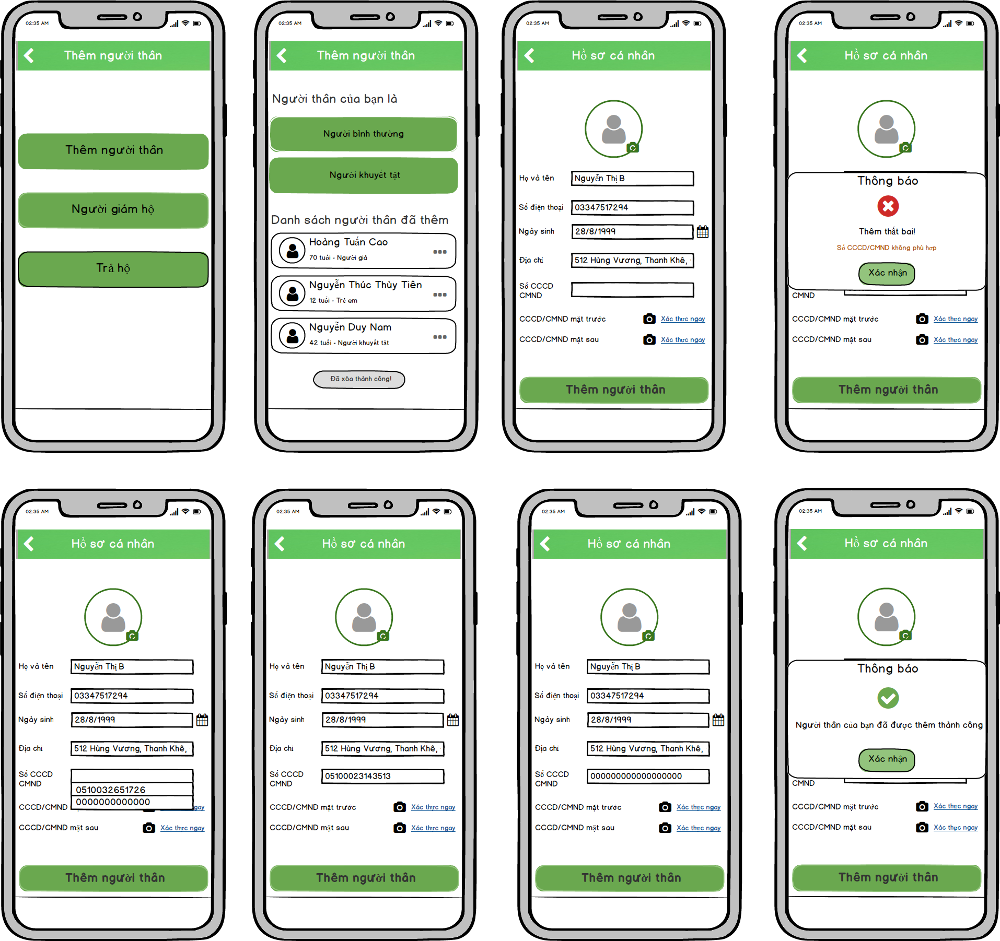 02:35 AM
Thêm người thân
Thêm người thân
Người giám hộ
Trả hộ
02:35 AM
Thêm người thân
Người thân của bạn là
Người bình thường
Người khuyết tật
Danh sách người thân đã thêm
Hoàng Tuấn Cao
70 tuổi - Người già
Nguyễn Thúc Thùy Tiên
12 tuổi - Trẻ em
Nguyễn Duy Nam
42 tuổi - Người khuyết tật
Đã xóa thành công!
02:35 AM
Hồ sơ cá nhân
Họ và tên Nguyễn Thị B
Số điện thoại 03347517294
Ngày sinh 28/8/1999
Địa chỉ 512 Hùng Vương, Thanh Khê,
Số CCCD
CMND
CCCD/CMND mặt trước Xác thực ngay
CCCD/CMND mặt sau Xác thực ngay
Thêm người thân
02:35 AM
Hồ sơ cá nhân
Thông báo
Thêm thất bai!
Số CCCD/CMND không phù hợp
Xác nhận
CMND
CCCD/CMND mặt trước Xác thực ngay
CCCD/CMND mặt sau Xác thực ngay
Thêm người thân
02:35 AM
Hồ sơ cá nhân
Họ và tên Nguyễn Thị B
Số điện thoại 03347517294
Ngày sinh 28/8/1999
Địa chỉ 512 Hùng Vương, Thanh Khê,
Số CCCD
CMND
0510032651726
0000000000000
CCCD/CMND ngay
CCCD/CMND mặt sau Xác thực ngay
Thêm người thân
02:35 AM
Hồ sơ cá nhân
Họ và tên Nguyễn Thị B
Số điện thoại 03347517294
Ngày sinh 28/8/1999
Địa chỉ 512 Hùng Vương, Thanh Khê,
Số CCCD 05100023143513
CMND
CCCD/CMND mặt trước Xác thực ngay
CCCD/CMND mặt sau Xác thực ngay
Thêm người thân
02:35 AM
Hồ sơ cá nhân
Họ và tên Nguyễn Thị B
Số điện thoại 03347517294
Ngày sinh 28/8/1999
Địa chỉ 512 Hùng Vương, Thanh Khê,
Số CCCD 00000000000000000
CMND
CCCD/CMND mặt trước Xác thực ngay
CCCD/CMND mặt sau Xác thực ngay
Thêm người thân
02:35 AM
Hồ sơ cá nhân
Thông báo
Người thân của bạn đã được thêm thành công
Xác nhận
CMND
CCCD/CMND mặt trước Xác thực ngay
CCCD/CMND mặt sau Xác thực ngay
Thêm người thân